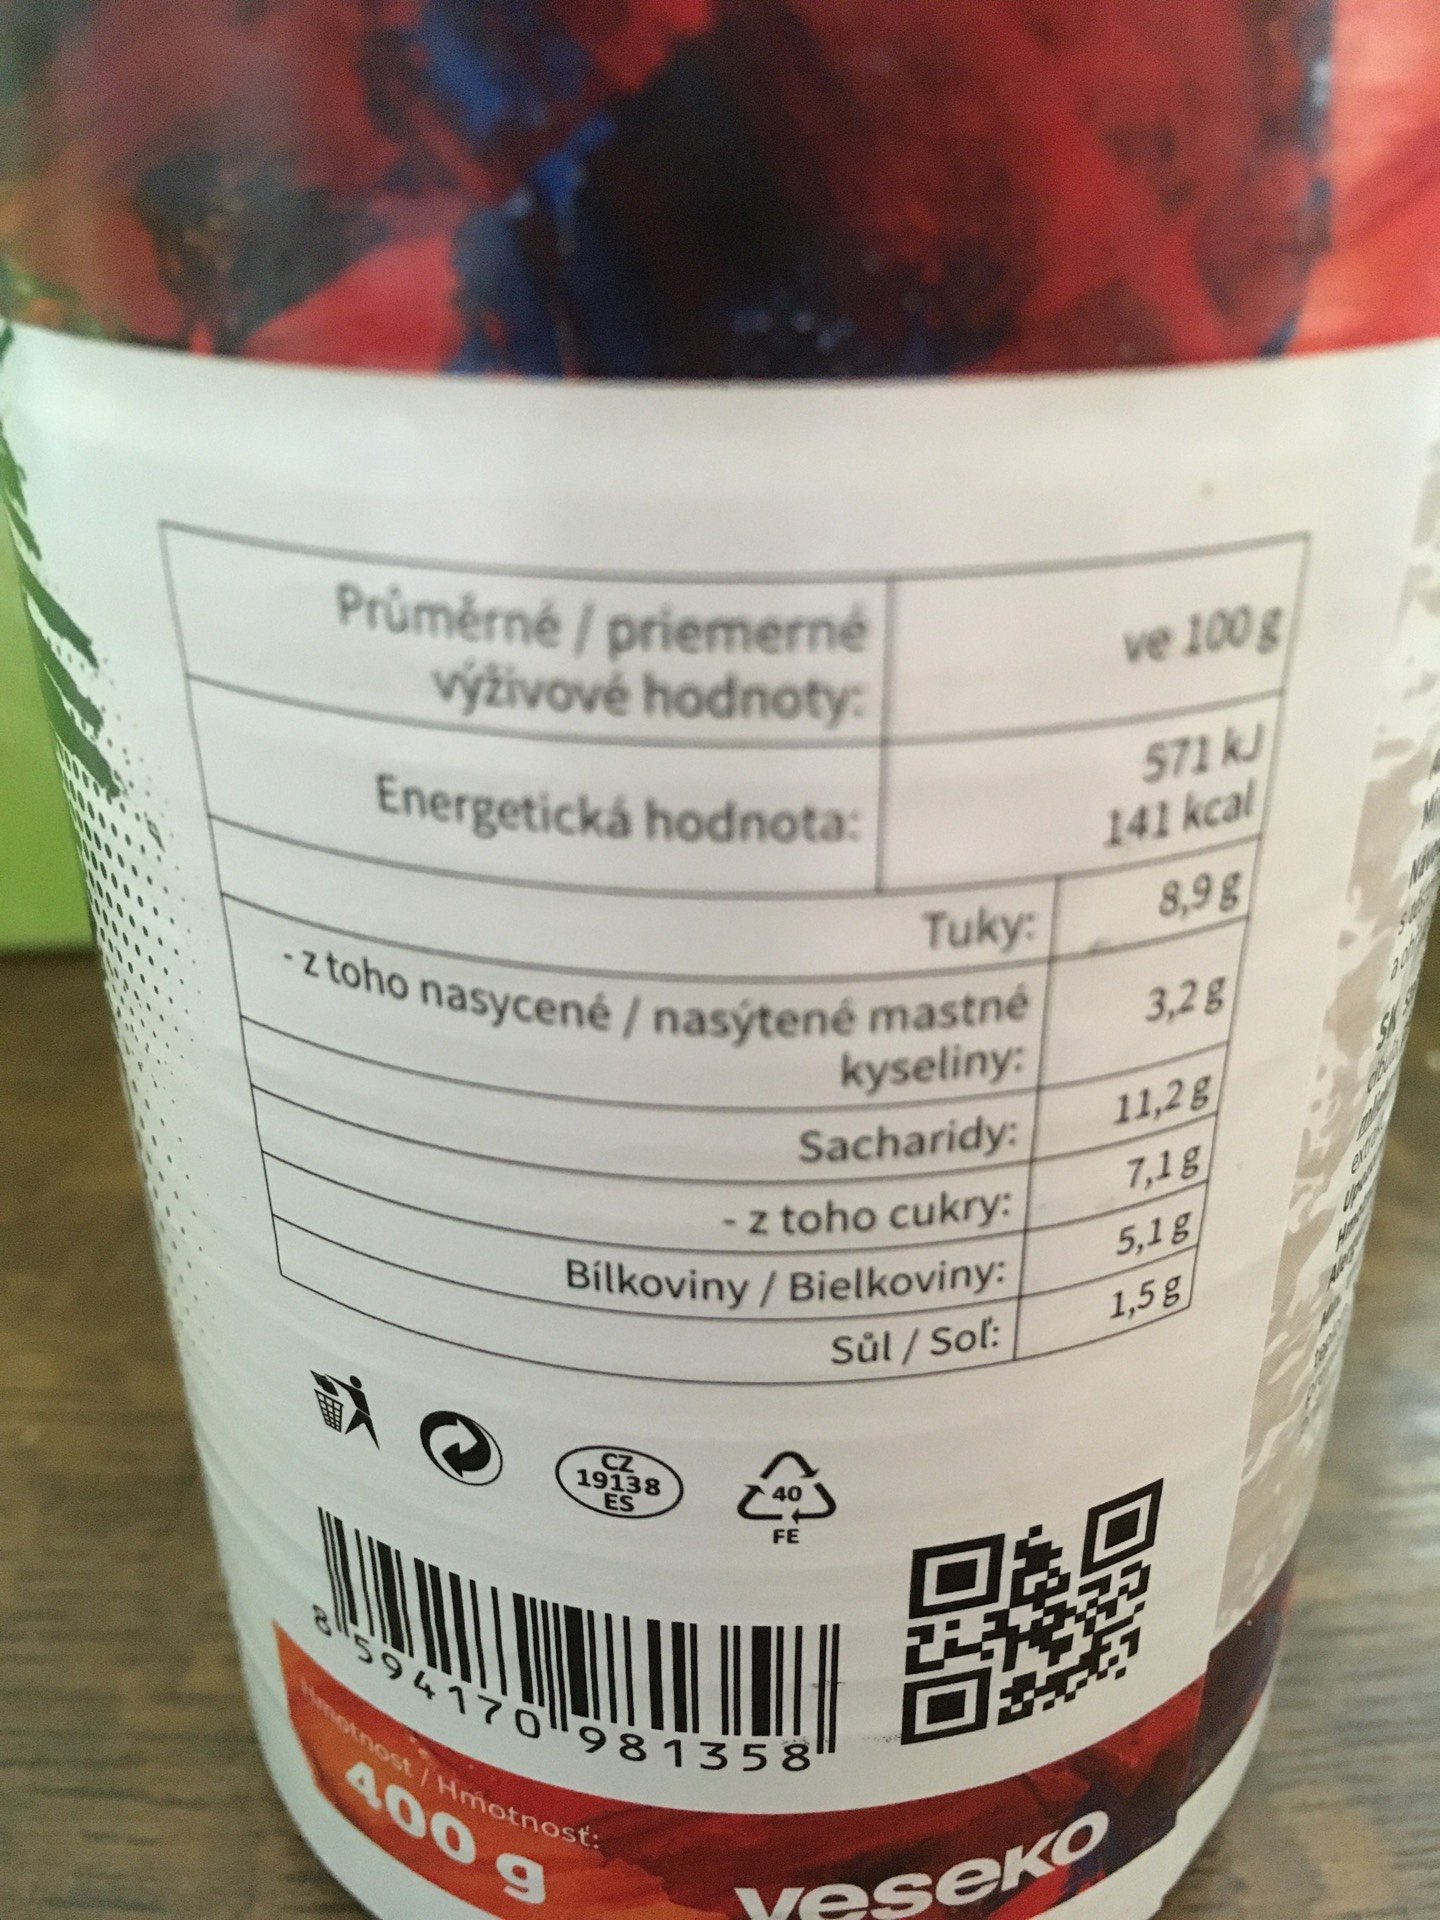 Průměrné / priemerné
výživové hodnoty:
ve 100 g
Energetická hodnota:
571 kJ
141 kcal
Tuky:
8,9 g
- z toho nasycené / nasýtené mastné
kyseliny:
3,2 g
Sacharidy:
11,2 g
- z toho cukry:
7,1 g
Bílkoviny / Bielkoviny:
5,1 g
Sůl / Soľ:
1,5 g
CZ
19138
ES
40
FE
8 594170 981358
Hmotnost / Hmotnosť:
400 g
veseko
SK